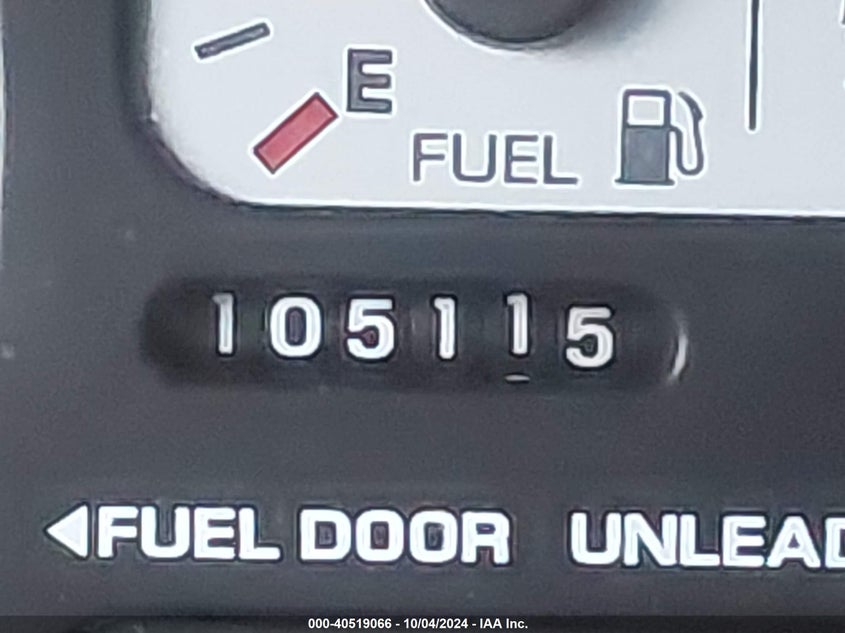 E
FUEL
105115
FUEL DOOR UNLEAD
000-40519066 - 10/04/2024 - IAA Inc.